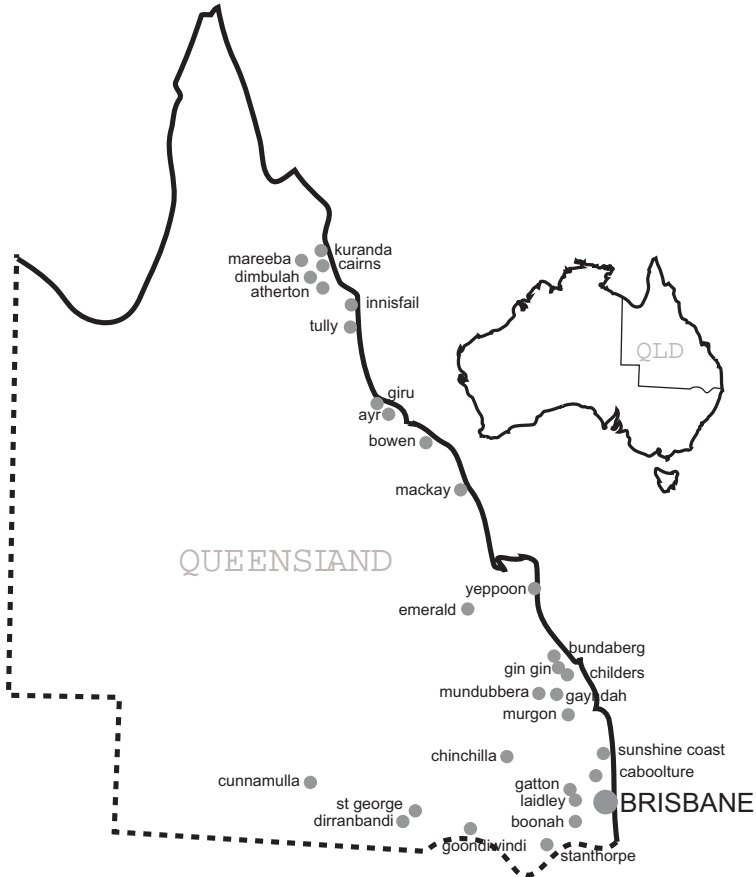 kuranda
mareeba
cairns
dimbulah
atherton
innisfail
tully
QLD
giru
ayr
bowen
mackay
QUEENSLAND
yeppoon
emerald
bundaberg
gin gin
childers
mundubbera
gayndah
murgon
sunshine coast
chinchilla
caboolture
cunnamulla
gatton
laidley
BRISBANE
st george
dirranbandi
boonah
goondiwindi
stanthorpe